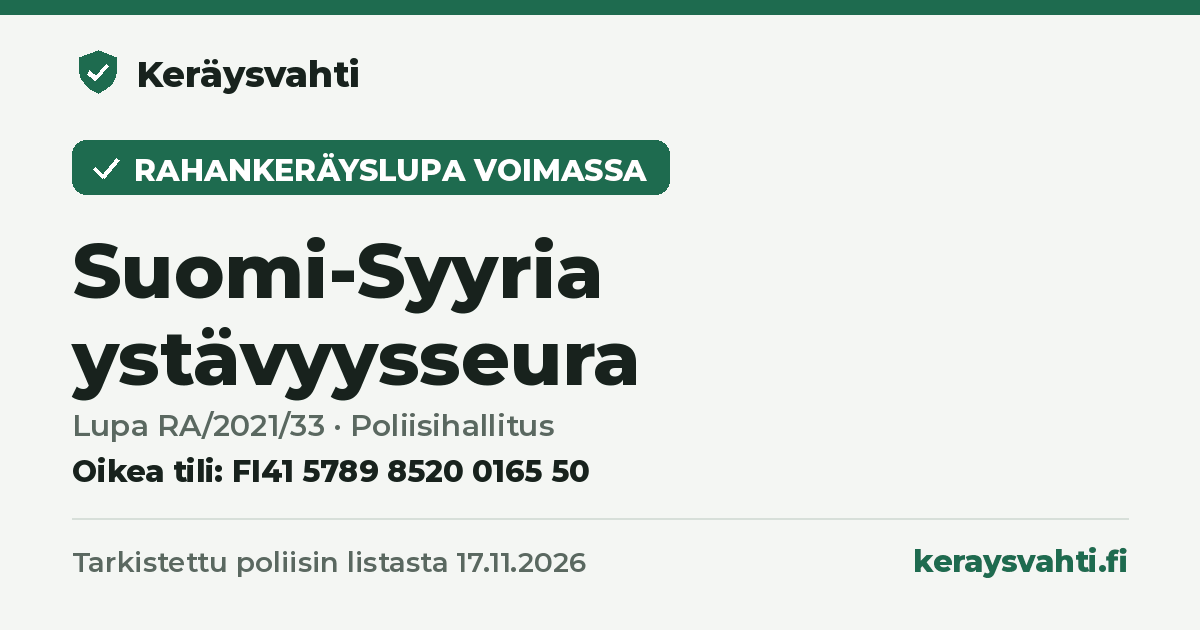 Keräysvahti
RAHANKERÄYSLUPA VOIMASSA
Suomi-Syyria
ystävyysseura
Lupa RA/2021/33 · Poliisihallitus
Oikea tili: FI41 5789 8520 0165 50
Tarkistettu poliisin listasta 17.11.2026
keraysvahti.fi